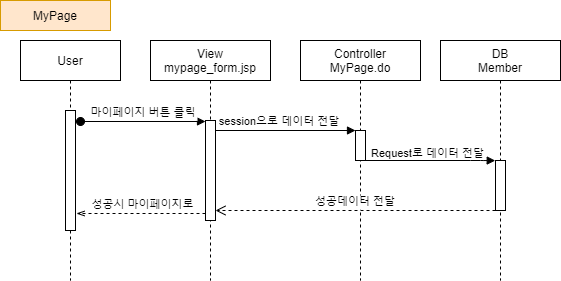 MyPage
User
View
mypage_form.jsp
Controller
MyPage.do
DB
Member
마이페이지 버튼 클릭
session으로 데이터 전달
Request로 데이터 전달
성공데이터 전달
성공시 마이페이지로